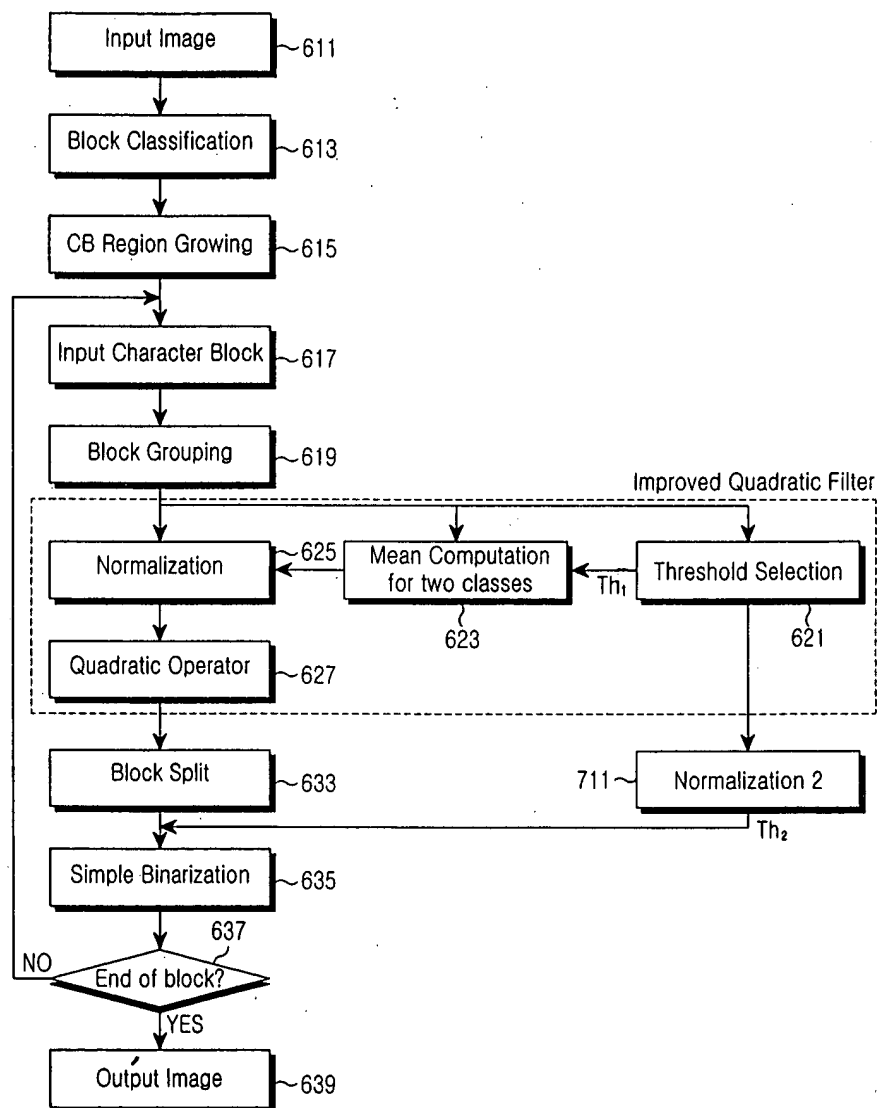 Input Image
611
Block Classification
613
CB Region Growing
615
Input Character Block
617
Block Grouping
619
Improved Quadratic Filter
Normalization
625
Mean Computation
for two classes
623
Th₁
Threshold Selection
621
Quadratic Operator
627
Block Split
633
711
Normalization 2
Th₂
Simple Binarization
635
637
NO
End of block?
YES
Output Image
639